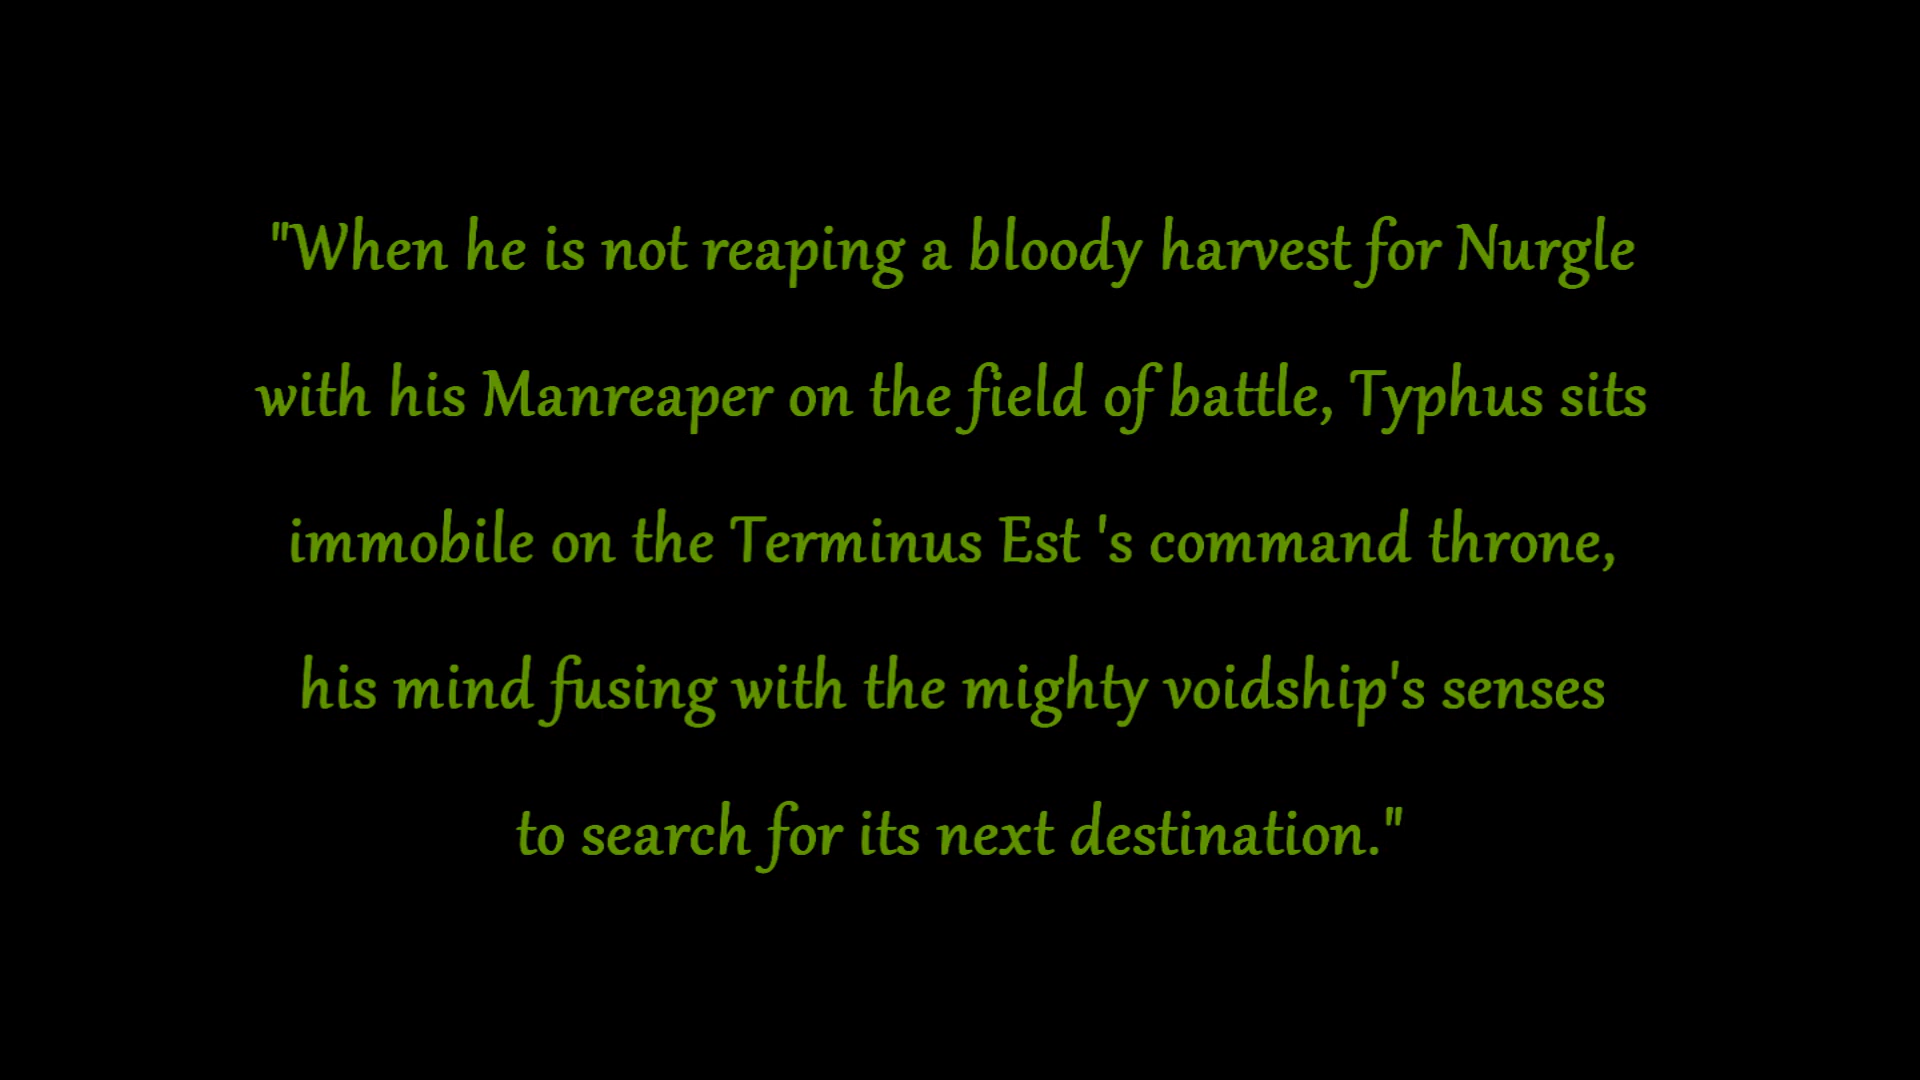 "When he is not reaping a bloody harvest for Nurgle
with his Manreaper on the field of battle, Typhus sits
immobile on the Terminus Est 's command throne,
his mind fusing with the mighty voidship's senses
to search for its next destination."